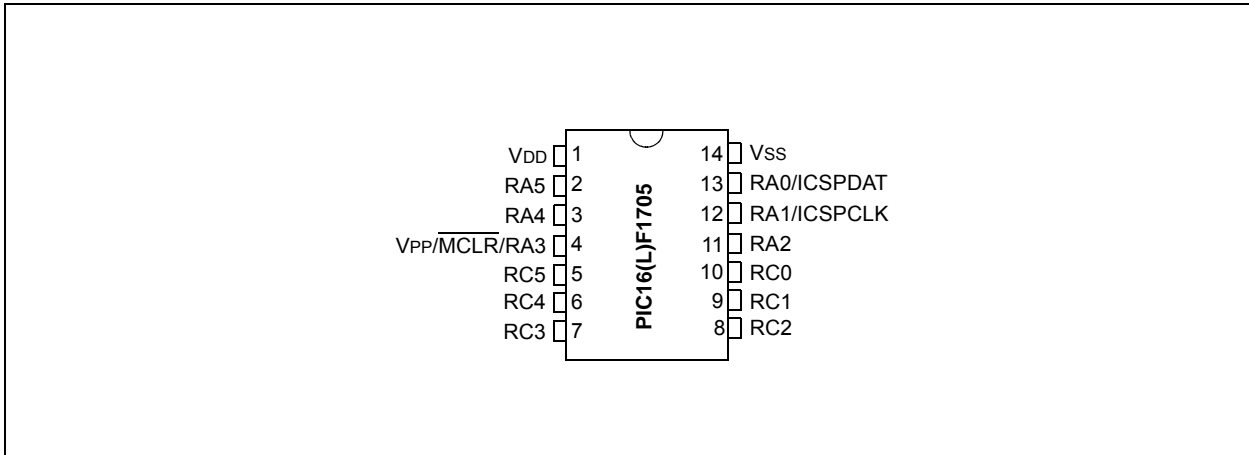 VDD 1 14 VSS
RA5 2 13 RA0/ICSPDAT
RA4 3 12 RA1/ICSPCLK
VPP/MCLR/RA3 4 11 RA2
RC5 5 10 RC0
RC4 6 9 RC1
RC3 7 8 RC2
PIC16(L)F1705